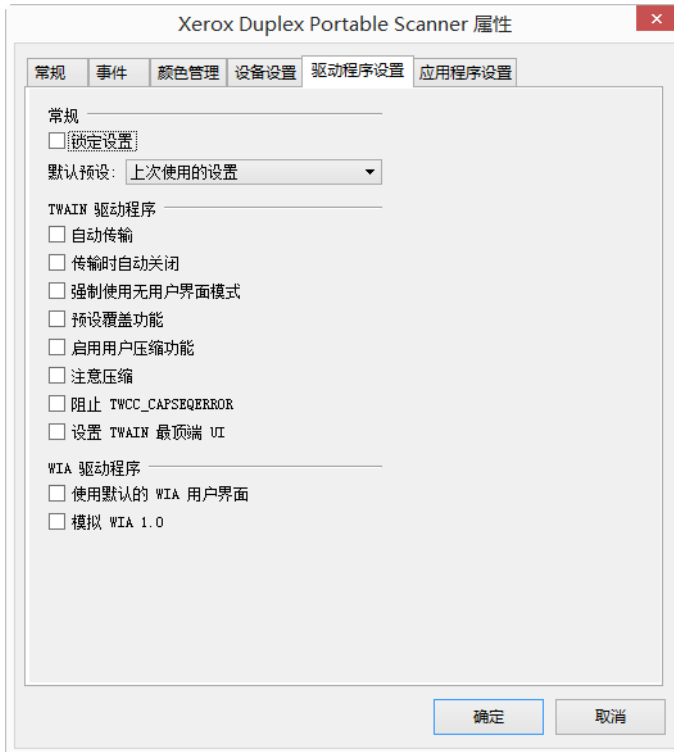 Xerox Duplex Portable Scanner 属性
常规 事件 颜色管理 设备设置 驱动程序设置 应用程序设置
常规
锁定设置
默认预设: 上次使用的设置
TWAIN 驱动程序
自动传输
传输时自动关闭
强制使用无用户界面模式
预设覆盖功能
启用用户压缩功能
注意压缩
阻止 TWCC_CAPSEQERROR
设置 TWAIN 最顶端 UI
WIA 驱动程序
使用默认的 WIA 用户界面
模拟 WIA 1.0
确定 取消